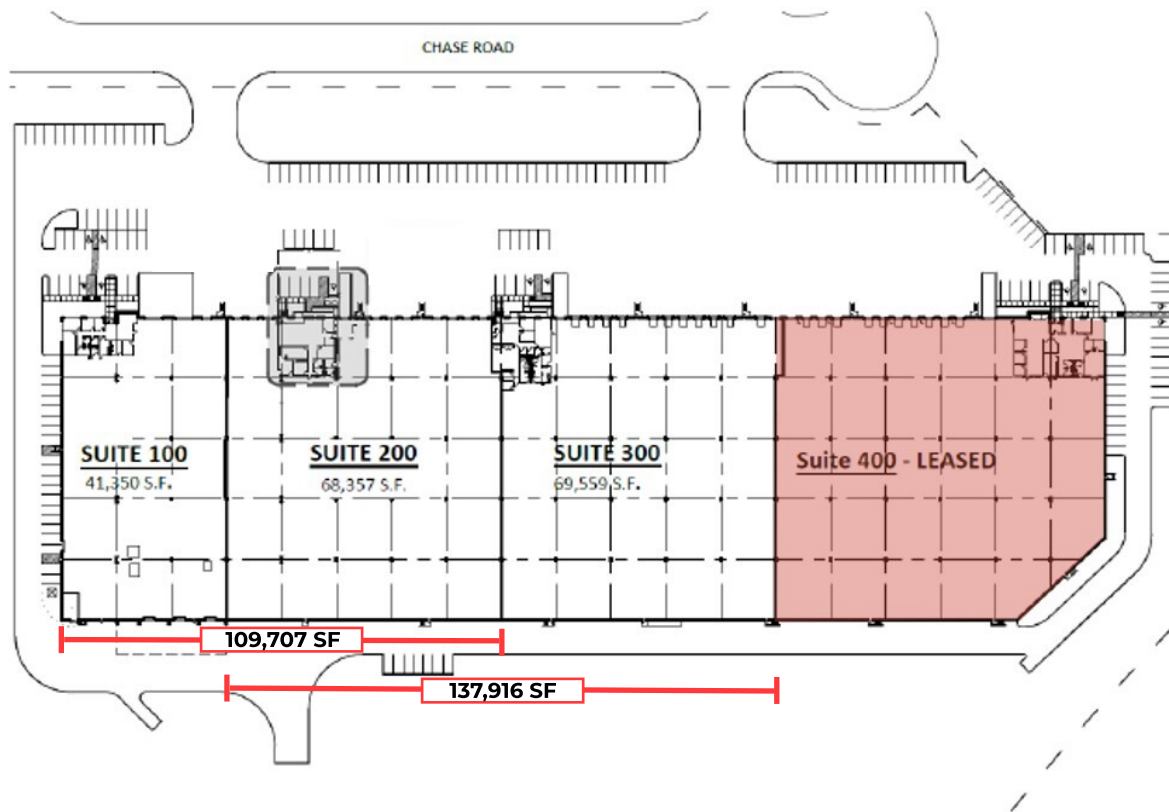 CHASE ROAD
SUITE 100
41,350 S.F.
SUITE 200
68,357 S.F.
SUITE 300
69,559 S.F.
Suite 400 - LEASED
109,707 SF
137,916 SF